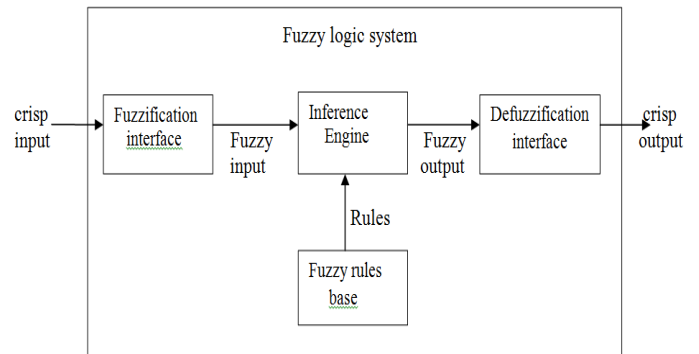 Fuzzy logic system
crisp
input
Fuzzification
interface
Fuzzy
input
Inference
Engine
Fuzzy
output
Defuzzification
interface
crisp
output
Rules
Fuzzy rules
base